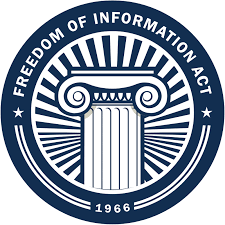 FREEDOM OF INFORMATION ACT
1966